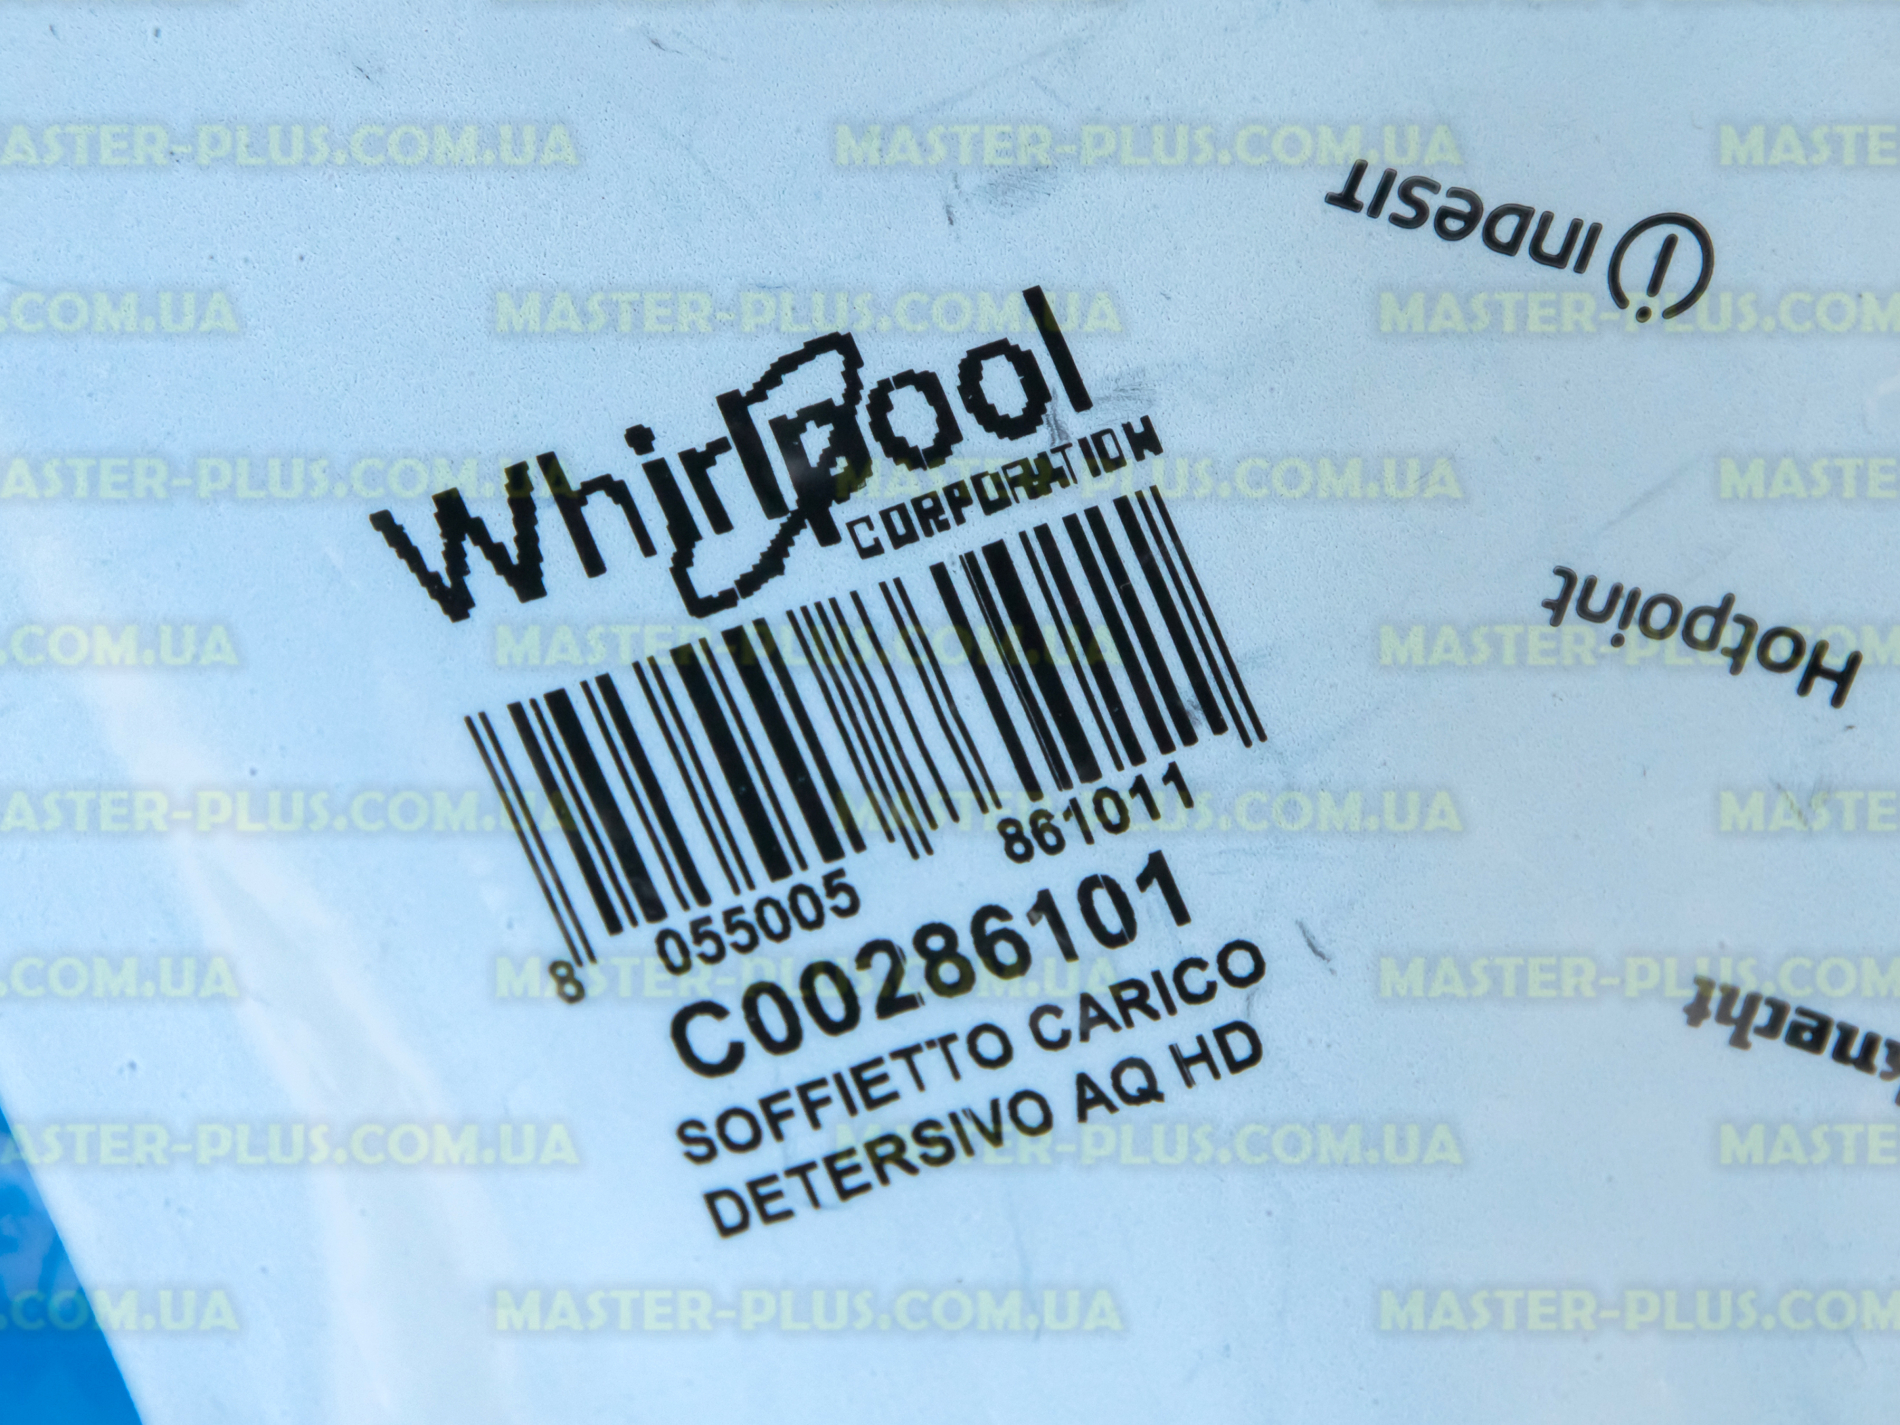 Whirlpool
CORPORATION
8 055005 861011
C00286101
SOFFIETTO CARICO
DETERSIVO AQ HD
INDESIT
Hotpoint
MASTER-PLUS.COM.UA